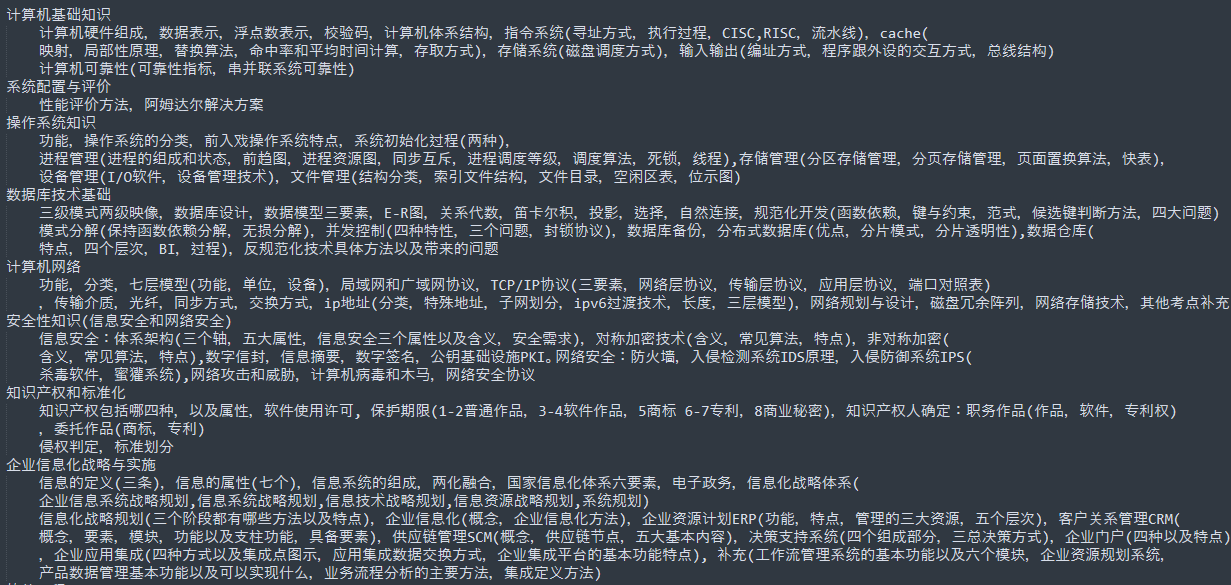 计算机基础知识
计算机硬件组成, 数据表示, 浮点数表示, 校验码, 计算机体系结构, 指令系统(寻址方式, 执行过程, CISC,RISC, 流水线), cache(
映射, 局部性原理, 替换算法, 命中率和平均时间计算, 存取方式), 存储系统(磁盘调度方式), 输入输出(编址方式, 程序跟外设的交互方式, 总线结构)
计算机可靠性(可靠性指标, 串并联系统可靠性)
系统配置与评价
性能评价方法, 阿姆达尔解决方案
操作系统知识
功能, 操作系统的分类, 前入戏操作系统特点, 系统初始化过程(两种),
进程管理(进程的组成和状态, 前趋图, 进程资源图, 同步互斥, 进程调度等级, 调度算法, 死锁, 线程),存储管理(分区存储管理, 分页存储管理, 页面置换算法, 快表),
设备管理(I/O软件, 设备管理技术), 文件管理(结构分类, 索引文件结构, 文件目录, 空闲区表, 位示图)
数据库技术基础
三级模式两级映像, 数据库设计, 数据模型三要素, E-R图, 关系代数, 笛卡尔积, 投影, 选择, 自然连接, 规范化开发(函数依赖, 键与约束, 范式, 候选键判断方法, 四大问题)
模式分解(保持函数依赖分解, 无损分解), 并发控制(四种特性, 三个问题, 封锁协议), 数据库备份, 分布式数据库(优点, 分片模式, 分片透明性),数据仓库(
特点, 四个层次, BI, 过程), 反规范化技术具体方法以及带来的问题
计算机网络
功能, 分类, 七层模型(功能, 单位, 设备), 局域网和广域网协议, TCP/IP协议(三要素, 网络层协议, 传输层协议, 应用层协议, 端口对照表)
, 传输介质, 光纤, 同步方式, 交换方式, ip地址(分类, 特殊地址, 子网划分, ipv6过渡技术, 长度, 三层模型), 网络规划与设计, 磁盘冗余阵列, 网络存储技术, 其他考点补充
安全性知识(信息安全和网络安全)
信息安全：体系架构(三个轴, 五大属性, 信息安全三个属性以及含义, 安全需求), 对称加密技术(含义, 常见算法, 特点), 非对称加密(
含义, 常见算法, 特点),数字信封, 信息摘要, 数字签名, 公钥基础设施PKI。网络安全：防火墙, 入侵检测系统IDS原理, 入侵防御系统IPS(
杀毒软件, 蜜獾系统),网络攻击和威胁, 计算机病毒和木马, 网络安全协议
知识产权和标准化
知识产权包括哪四种, 以及属性, 软件使用许可, 保护期限(1-2普通作品, 3-4软件作品, 5商标 6-7专利, 8商业秘密), 知识产权人确定：职务作品(作品, 软件, 专利权)
, 委托作品(商标, 专利)
侵权判定, 标准划分
企业信息化战略与实施
信息的定义(三条), 信息的属性(七个), 信息系统的组成, 两化融合, 国家信息化体系六要素, 电子政务, 信息化战略体系(
企业信息系统战略规划,信息系统战略规划,信息技术战略规划,信息资源战略规划,系统规划)
信息化战略规划(三个阶段都有哪些方法以及特点), 企业信息化(概念, 企业信息化方法), 企业资源计划ERP(功能, 特点, 管理的三大资源, 五个层次), 客户关系管理CRM(
概念, 要素, 模块, 功能以及支柱功能, 具备要素), 供应链管理SCM(概念, 供应链节点, 五大基本内容), 决策支持系统(四个组成部分, 三总决策方式), 企业门户(四种以及特点)
, 企业应用集成(四种方式以及集成点图示, 应用集成数据交换方式, 企业集成平台的基本功能特点), 补充(工作流管理系统的基本功能以及六个模块, 企业资源规划系统,
产品数据管理基本功能以及可以实现什么, 业务流程分析的主要方法, 集成定义方法)